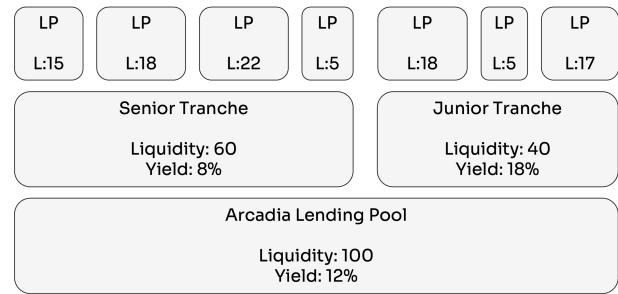 LP LP LP LP LP LP LP
L:15 L:18 L:22 L:5 L:18 L:5 L:17
Senior Tranche Junior Tranche
Liquidity: 60 Liquidity: 40
Yield: 8% Yield: 18%
Arcadia Lending Pool
Liquidity: 100
Yield: 12%